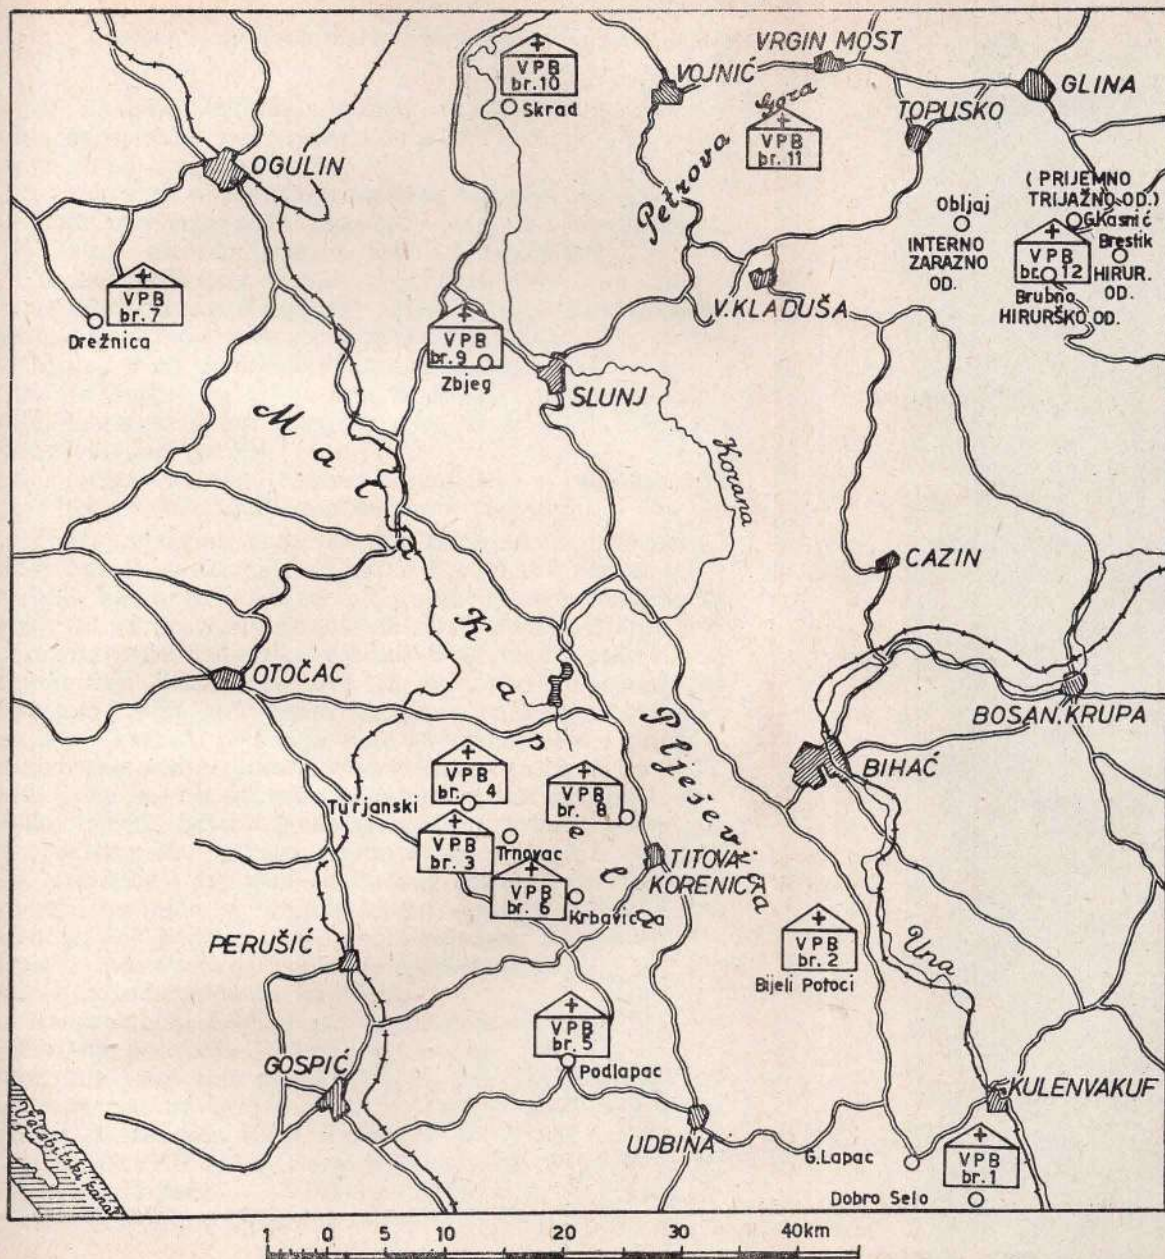 VPB
br.10
Skrad
VOJNIĆ
VRGIN MOST
GLINA
TOPUSKO
Petrova
Gora
VPB
br.11
OGULIN
Obljaj
INTERNO
ZARAZNO
OD.
( PRIJEMNO
TRIJAŽNO OD.)
G.Kasnić
Brestik
HIRUR.
OD.
VPB
br. 12
Brubno
HIRURŠKO OD.
VPB
br. 7
Drežnica
V.KLADUŠA
VPB
br.9
Zbjeg
SLUNJ
Korana
CAZIN
Mala Kapela
OTOČAC
Plješevica
BOSAN.KRUPA
BIHAĆ
Turjanski
VPB
br. 4
VPB
br. 8
VPB
br. 3
Trnovac
TITOVA
KORENICA
VPB
br. 6
Krbavica
PERUŠIĆ
VPB
br. 2
Bijeli Potoci
Una
VPB
br. 5
Podlapac
GOSPIĆ
KULENVAKUF
UDBINA
G.Lapac
VPB
br.1
Dobro Selo
kanal
1 0 5 10 20 30 40km